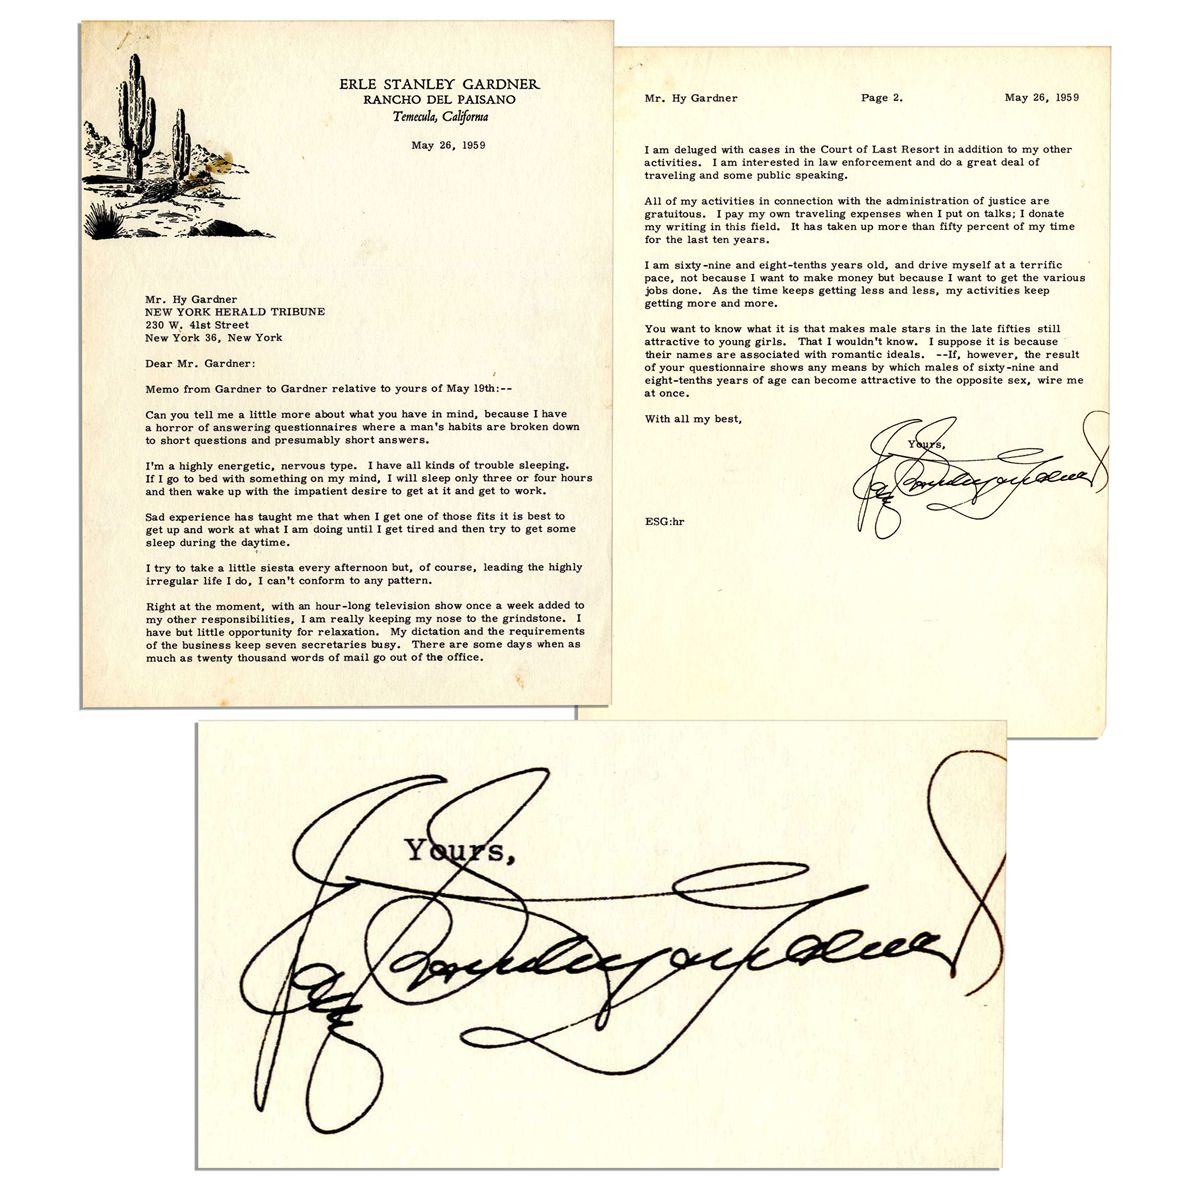 ERLE STANLEY GARDNER
RANCHO DEL PAISANO
Temecula, California
May 26, 1959
Mr. Hy Gardner
NEW YORK HERALD TRIBUNE
230 W. 41st Street
New York 36, New York
Dear Mr. Gardner:
Memo from Gardner to Gardner relative to yours of May 19th:--
Can you tell me a little more about what you have in mind, because I have
a horror of answering questionnaires where a man's habits are broken down
to short questions and presumably short answers.
I'm a highly energetic, nervous type. I have all kinds of trouble sleeping.
If I go to bed with something on my mind, I will sleep only three or four hours
and then wake up with the impatient desire to get at it and get to work.
Sad experience has taught me that when I get one of those fits it is best to
get up and work at what I am doing until I get tired and then try to get some
sleep during the daytime.
I try to take a little siesta every afternoon but, of course, leading the highly
irregular life I do, I can't conform to any pattern.
Right at the moment, with an hour-long television show once a week added to
my other responsibilities, I am really keeping my nose to the grindstone. I
have but little opportunity for relaxation. My dictation and the requirements
of the business keep seven secretaries busy. There are some days when as
much as twenty thousand words of mail go out of the office.
Mr. Hy Gardner Page 2. May 26, 1959
I am deluged with cases in the Court of Last Resort in addition to my other
activities. I am interested in law enforcement and do a great deal of
traveling and some public speaking.
All of my activities in connection with the administration of justice are
gratuitous. I pay my own traveling expenses when I put on talks; I donate
my writing in this field. It has taken up more than fifty percent of my time
for the last ten years.
I am sixty-nine and eight-tenths years old, and drive myself at a terrific
pace, not because I want to make money but because I want to get the various
jobs done. As the time keeps getting less and less, my activities keep
getting more and more.
You want to know what it is that makes male stars in the late fifties still
attractive to young girls. That I wouldn't know. I suppose it is because
their names are associated with romantic ideals. --If, however, the result
of your questionnaire shows any means by which males of sixty-nine and
eight-tenths years of age can become attractive to the opposite sex, wire me
at once.
With all my best,
Yours,
Erle Stanley Gardner
ESG:hr
Yours,
Erle Stanley Gardner